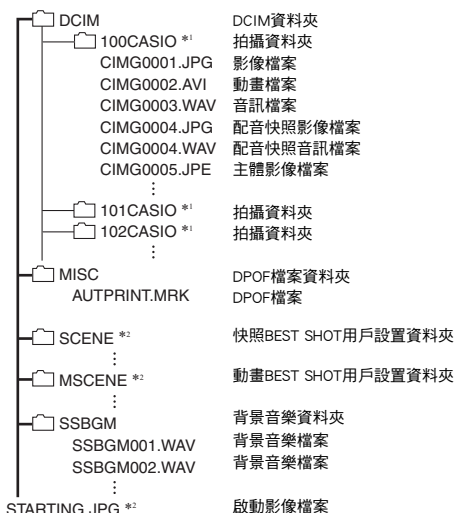 DCIM DCIM資料夾
100CASIO *1 拍攝資料夾
CIMG0001.JPG 影像檔案
CIMG0002.AVI 動畫檔案
CIMG0003.WAV 音訊檔案
CIMG0004.JPG 配音快照影像檔案
CIMG0004.WAV 配音快照音訊檔案
CIMG0005.JPE 主體影像檔案
⋮
101CASIO *1 拍攝資料夾
102CASIO *1 拍攝資料夾
⋮
MISC DPOF檔案資料夾
AUTPRINT.MRK DPOF檔案
SCENE *2 快照BEST SHOT用戶設置資料夾
⋮
MSCENE *2 動畫BEST SHOT用戶設置資料夾
⋮
SSBGM 背景音樂資料夾
SSBGM001.WAV 背景音樂檔案
SSBGM002.WAV 背景音樂檔案
⋮
STARTING.JPG *2 啟動影像檔案